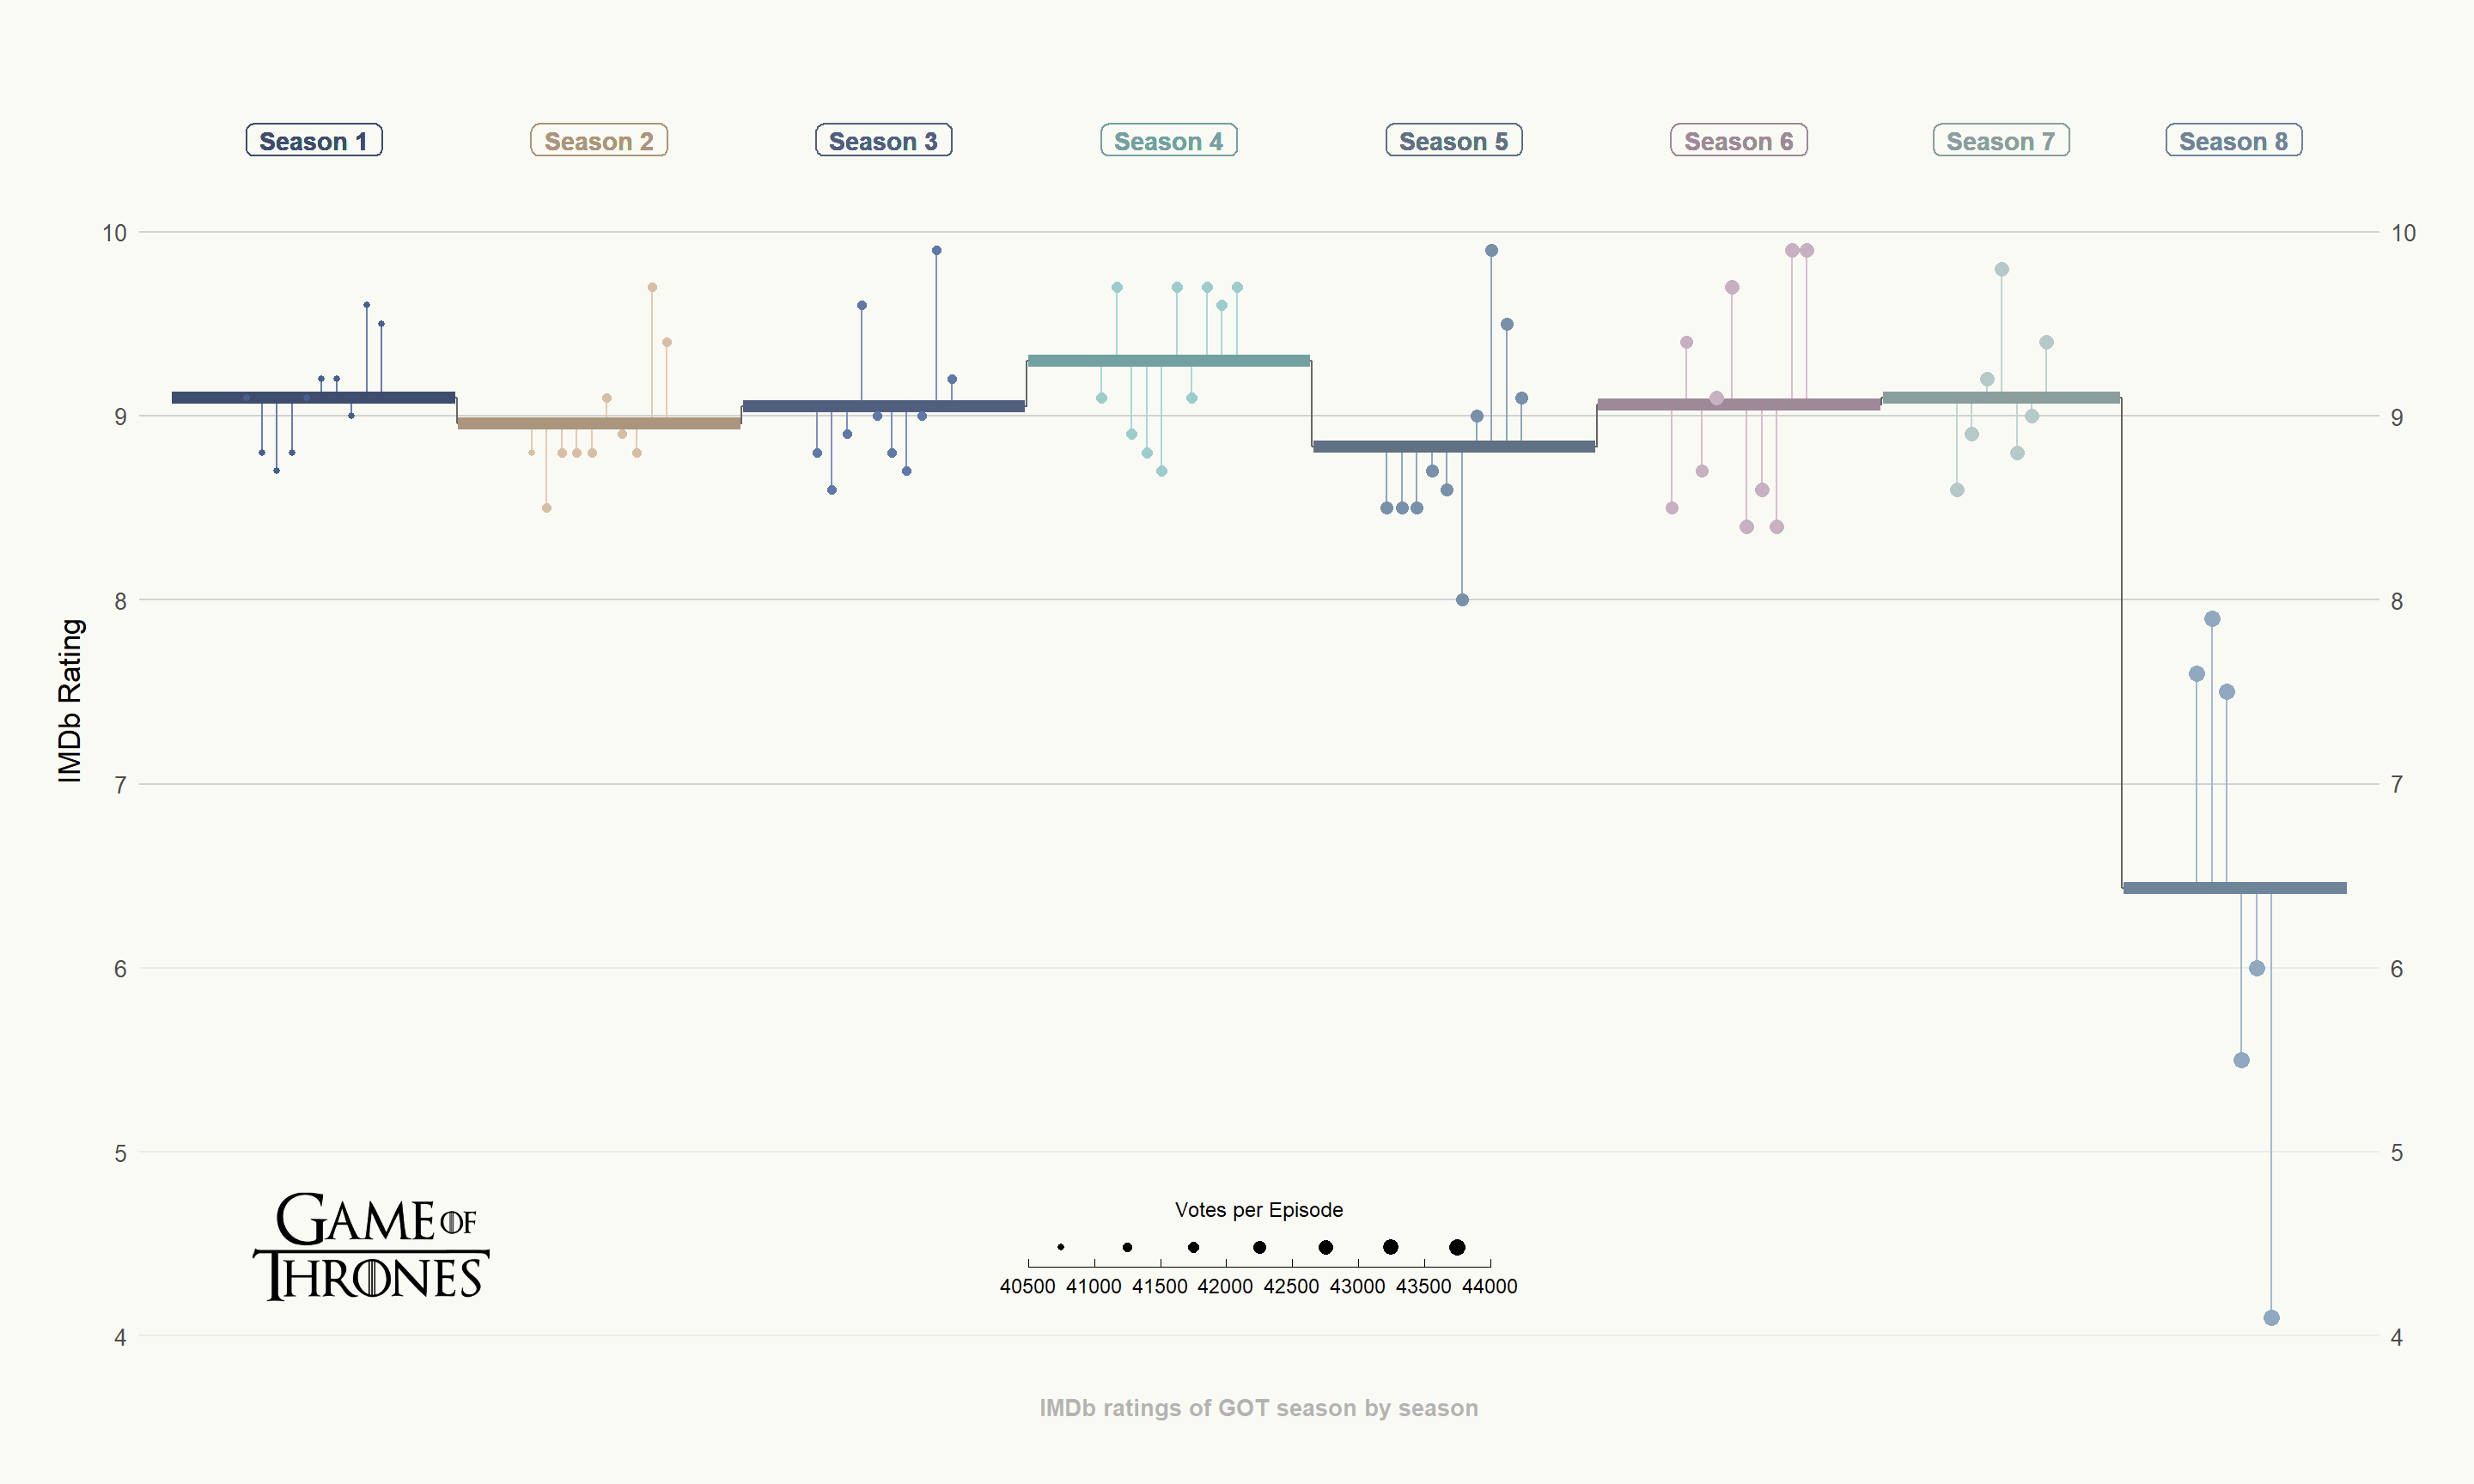 Season 1 Season 2 Season 3 Season 4 Season 5 Season 6 Season 7 Season 8
10 10
9 9
8 8
IMDb Rating
7 7
6 6
5 5
GAME OF
THRONES
Votes per Episode
40500 41000 41500 42000 42500 43000 43500 44000
4 4
IMDb ratings of GOT season by season